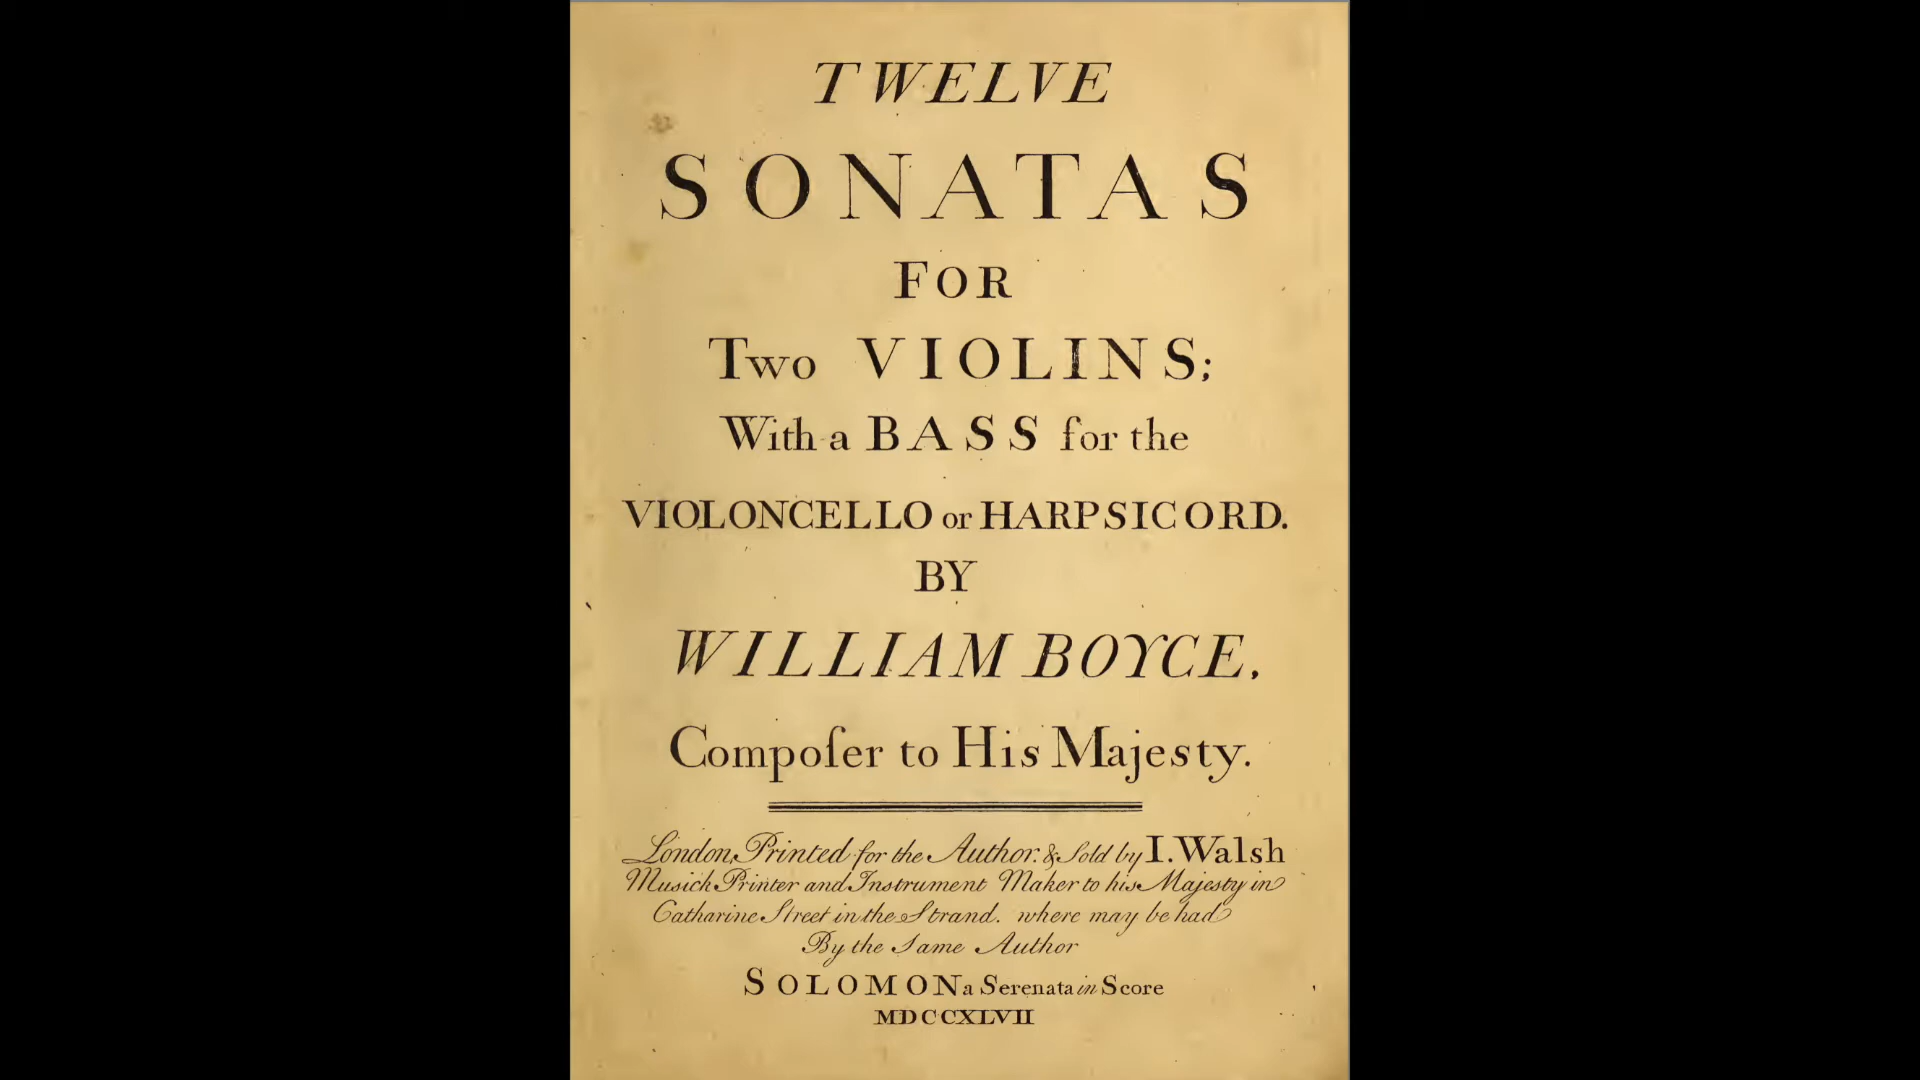 TWELVE
SONATAS
FOR
Two VIOLINS;
With a BASS for the
VIOLONCELLO or HARPSICORD.
BY
WILLIAM BOYCE,
Compoſer to His Majesty.
London, Printed for the Author. & Sold by I. Walsh
Musick Printer and Instrument Maker to his Majesty in
Catharine Street in the Strand. where may be had
By the Same Author
SOLOMON a Serenata in Score
MDCCXLVII